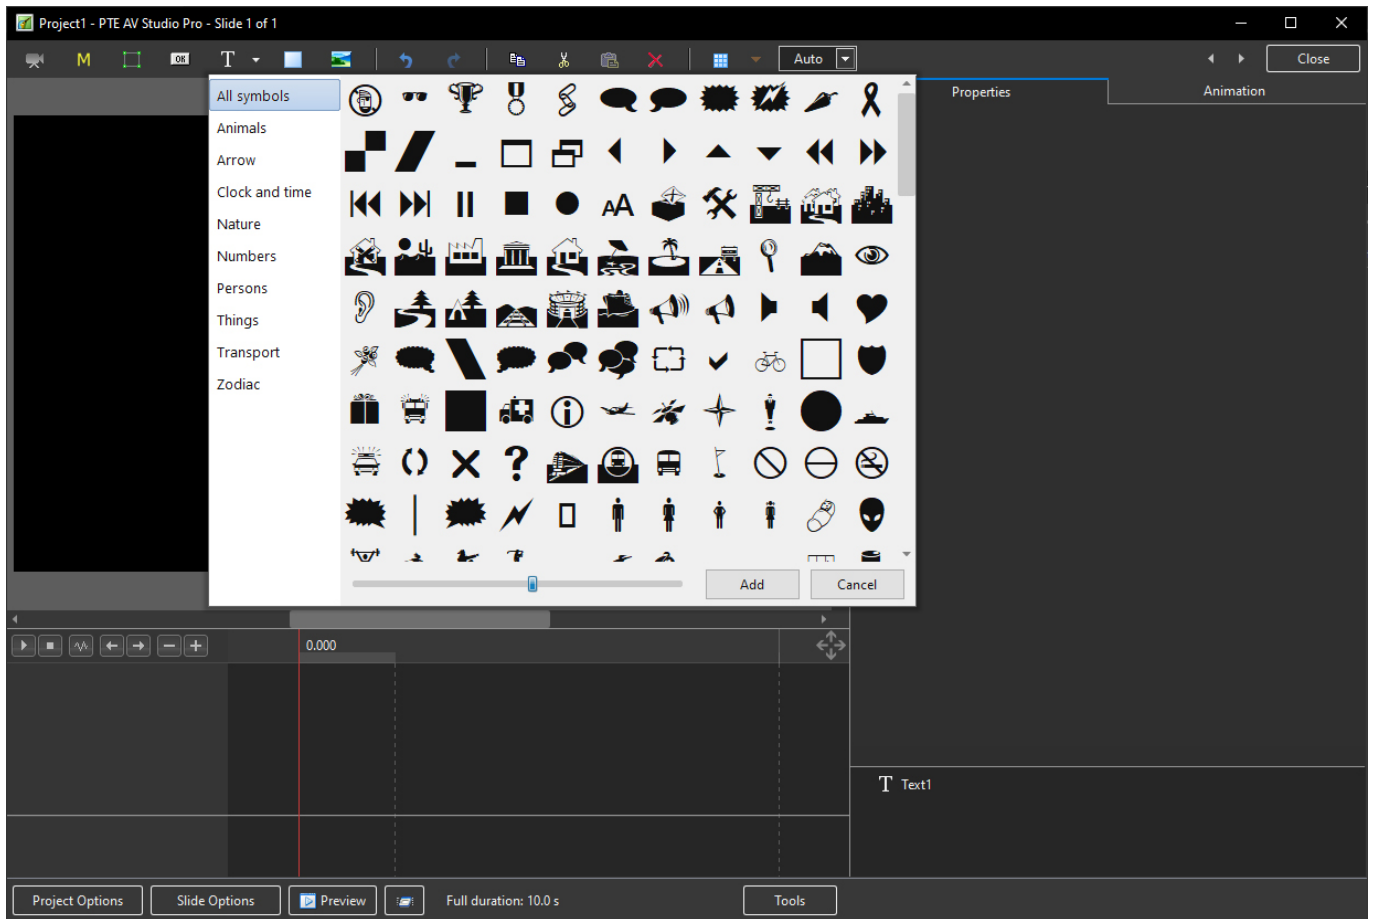 Project1 - PTE AV Studio Pro - Slide 1 of 1
M
OK
T
Auto
Close
Properties
Animation
All symbols
Animals
Arrow
Clock and time
Nature
Numbers
Persons
Things
Transport
Zodiac
AA
Add
Cancel
0.000
T Text1
Project Options
Slide Options
Preview
Full duration: 10.0 s
Tools